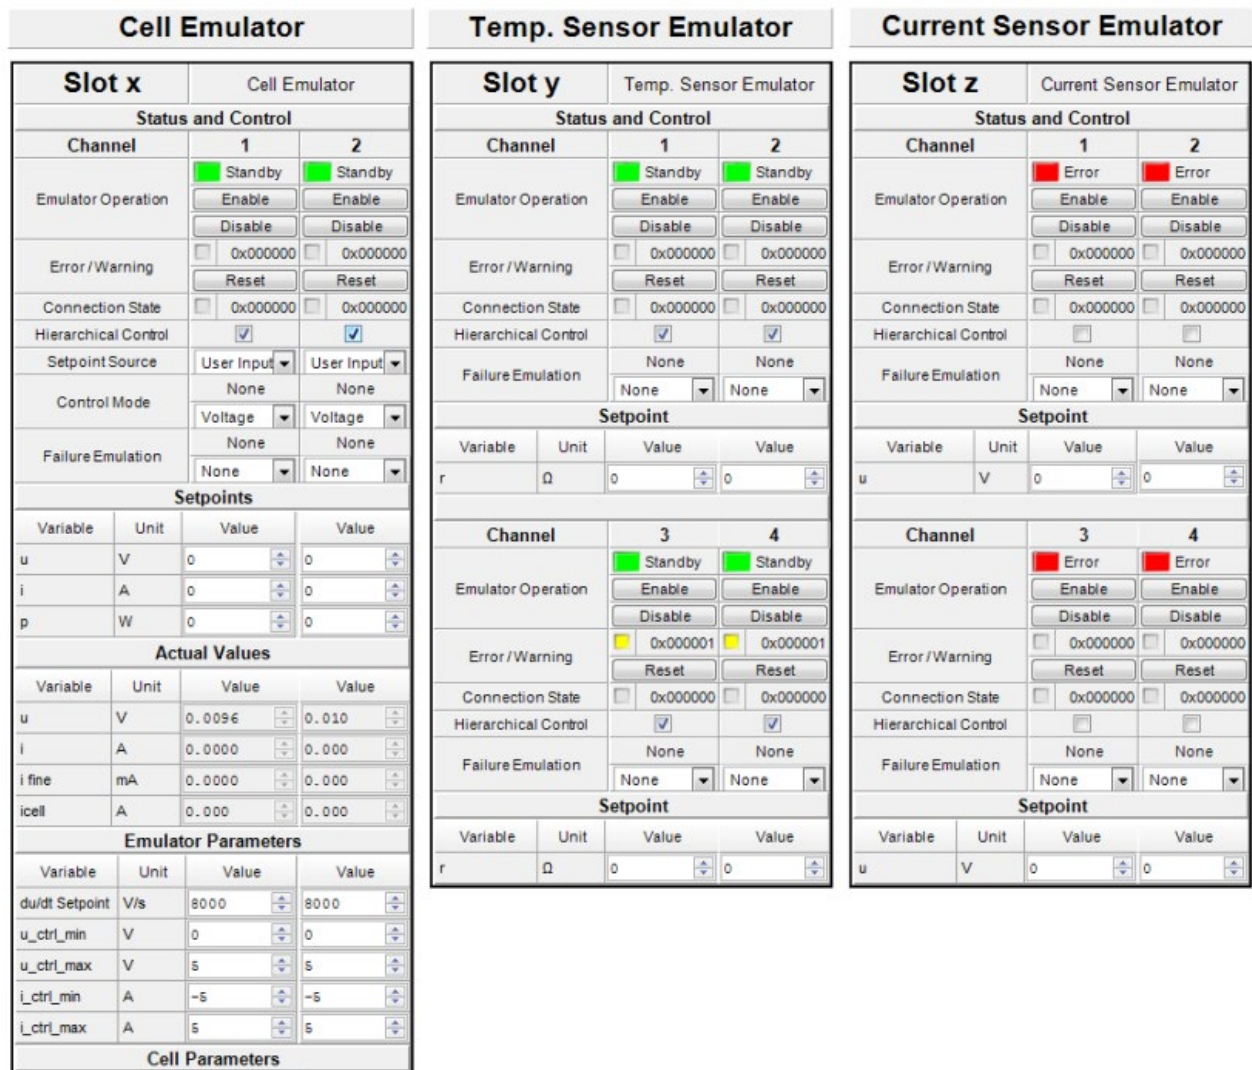 Cell Emulator
Slot x Cell Emulator
Status and Control
Channel 1 2
Standby Standby
Emulator Operation Enable Enable
Disable Disable
0x000000 0x000000
Error / Warning
Reset Reset
Connection State 0x000000 0x000000
Hierarchical Control
Setpoint Source User Input User Input
None None
Control Mode
Voltage Voltage
None None
Failure Emulation
None None
Setpoints
Variable Unit Value Value
u V 0 0
i A 0 0
p W 0 0
Actual Values
Variable Unit Value Value
u V 0.0096 0.010
i A 0.0000 0.000
i fine mA 0.0000 0.000
icell A 0.000 0.000
Emulator Parameters
Variable Unit Value Value
du/dt Setpoint V/s 8000 8000
u_ctrl_min V 0 0
u_ctrl_max V 5 5
i_ctrl_min A -5 -5
i_ctrl_max A 5 5
Cell Parameters
Temp. Sensor Emulator
Slot y Temp. Sensor Emulator
Status and Control
Channel 1 2
Standby Standby
Emulator Operation Enable Enable
Disable Disable
0x000000 0x000000
Error / Warning
Reset Reset
Connection State 0x000000 0x000000
Hierarchical Control
None None
Failure Emulation
None None
Setpoint
Variable Unit Value Value
r Ω 0 0
Channel 3 4
Standby Standby
Emulator Operation Enable Enable
Disable Disable
0x000001 0x000001
Error / Warning
Reset Reset
Connection State 0x000000 0x000000
Hierarchical Control
None None
Failure Emulation
None None
Setpoint
Variable Unit Value Value
r Ω 0 0
Current Sensor Emulator
Slot z Current Sensor Emulator
Status and Control
Channel 1 2
Error Error
Emulator Operation Enable Enable
Disable Disable
0x000000 0x000000
Error / Warning
Reset Reset
Connection State 0x000000 0x000000
Hierarchical Control
None None
Failure Emulation
None None
Setpoint
Variable Unit Value Value
u V 0 0
Channel 3 4
Error Error
Emulator Operation Enable Enable
Disable Disable
0x000000 0x000000
Error / Warning
Reset Reset
Connection State 0x000000 0x000000
Hierarchical Control
None None
Failure Emulation
None None
Setpoint
Variable Unit Value Value
u V 0 0